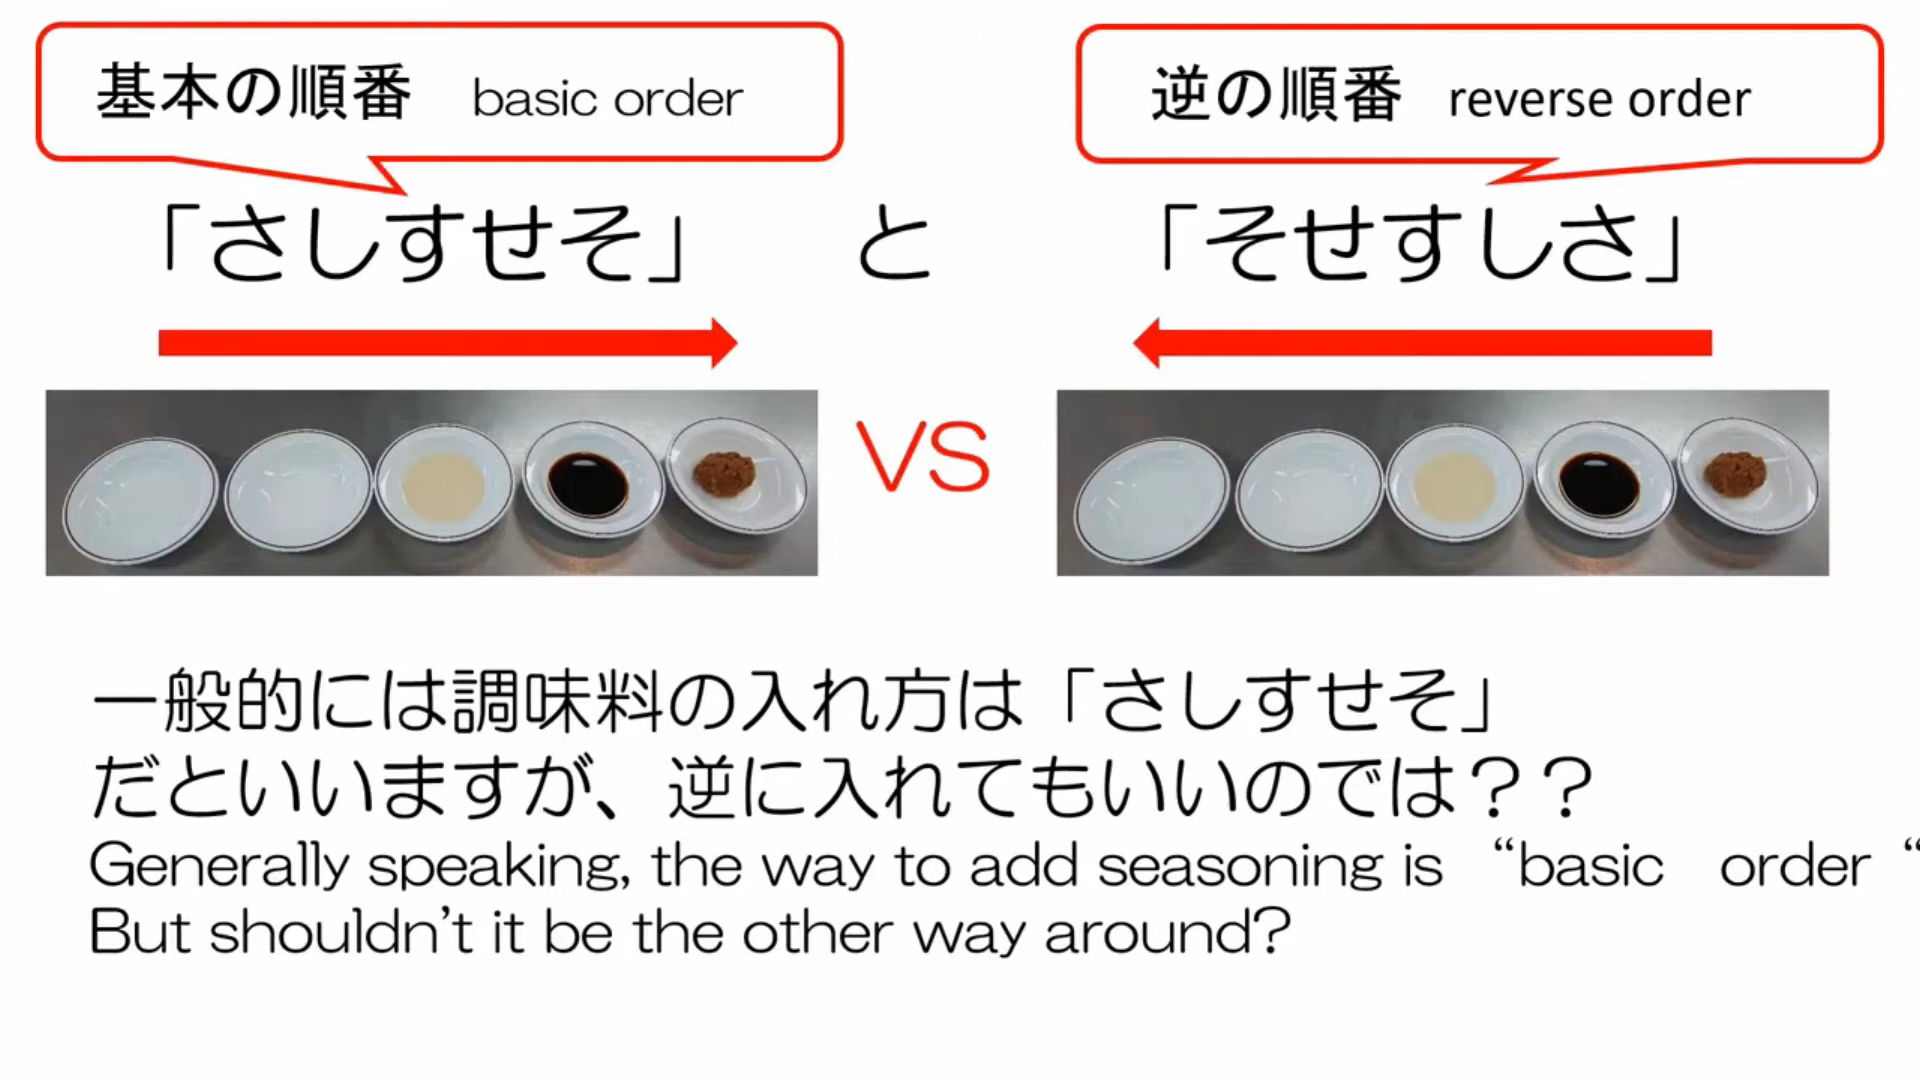 基本の順番 basic order
逆の順番 reverse order
「さしすせそ」 と 「そせすしさ」
VS
一般的には調味料の入れ方は「さしすせそ」
だといいますが、逆に入れてもいいのでは？？
Generally speaking, the way to add seasoning is “basic order “
But shouldn’t it be the other way around?